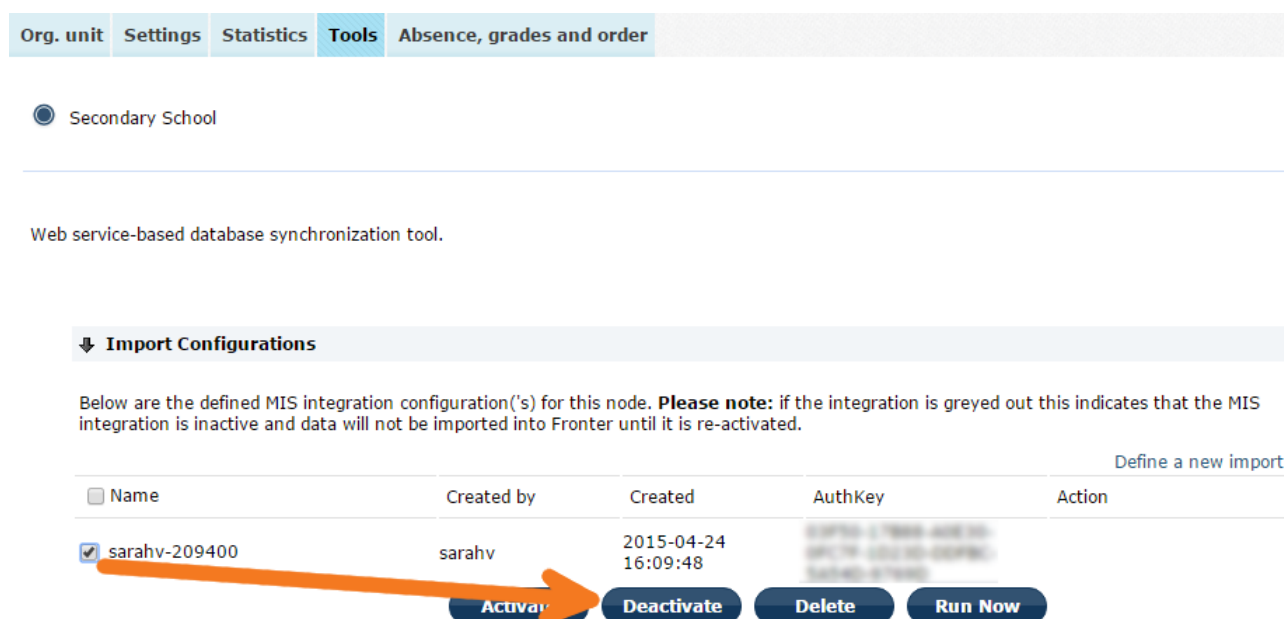 Org. unit Settings Statistics Tools Absence, grades and order
Secondary School
Web service-based database synchronization tool.
Import Configurations
Below are the defined MIS integration configuration('s) for this node. Please note: if the integration is greyed out this indicates that the MIS
integration is inactive and data will not be imported into Fronter until it is re-activated.
Define a new import
Name Created by Created AuthKey Action
sarahv-209400 sarahv 2015-04-24
16:09:48
Deactivate Delete Run Now